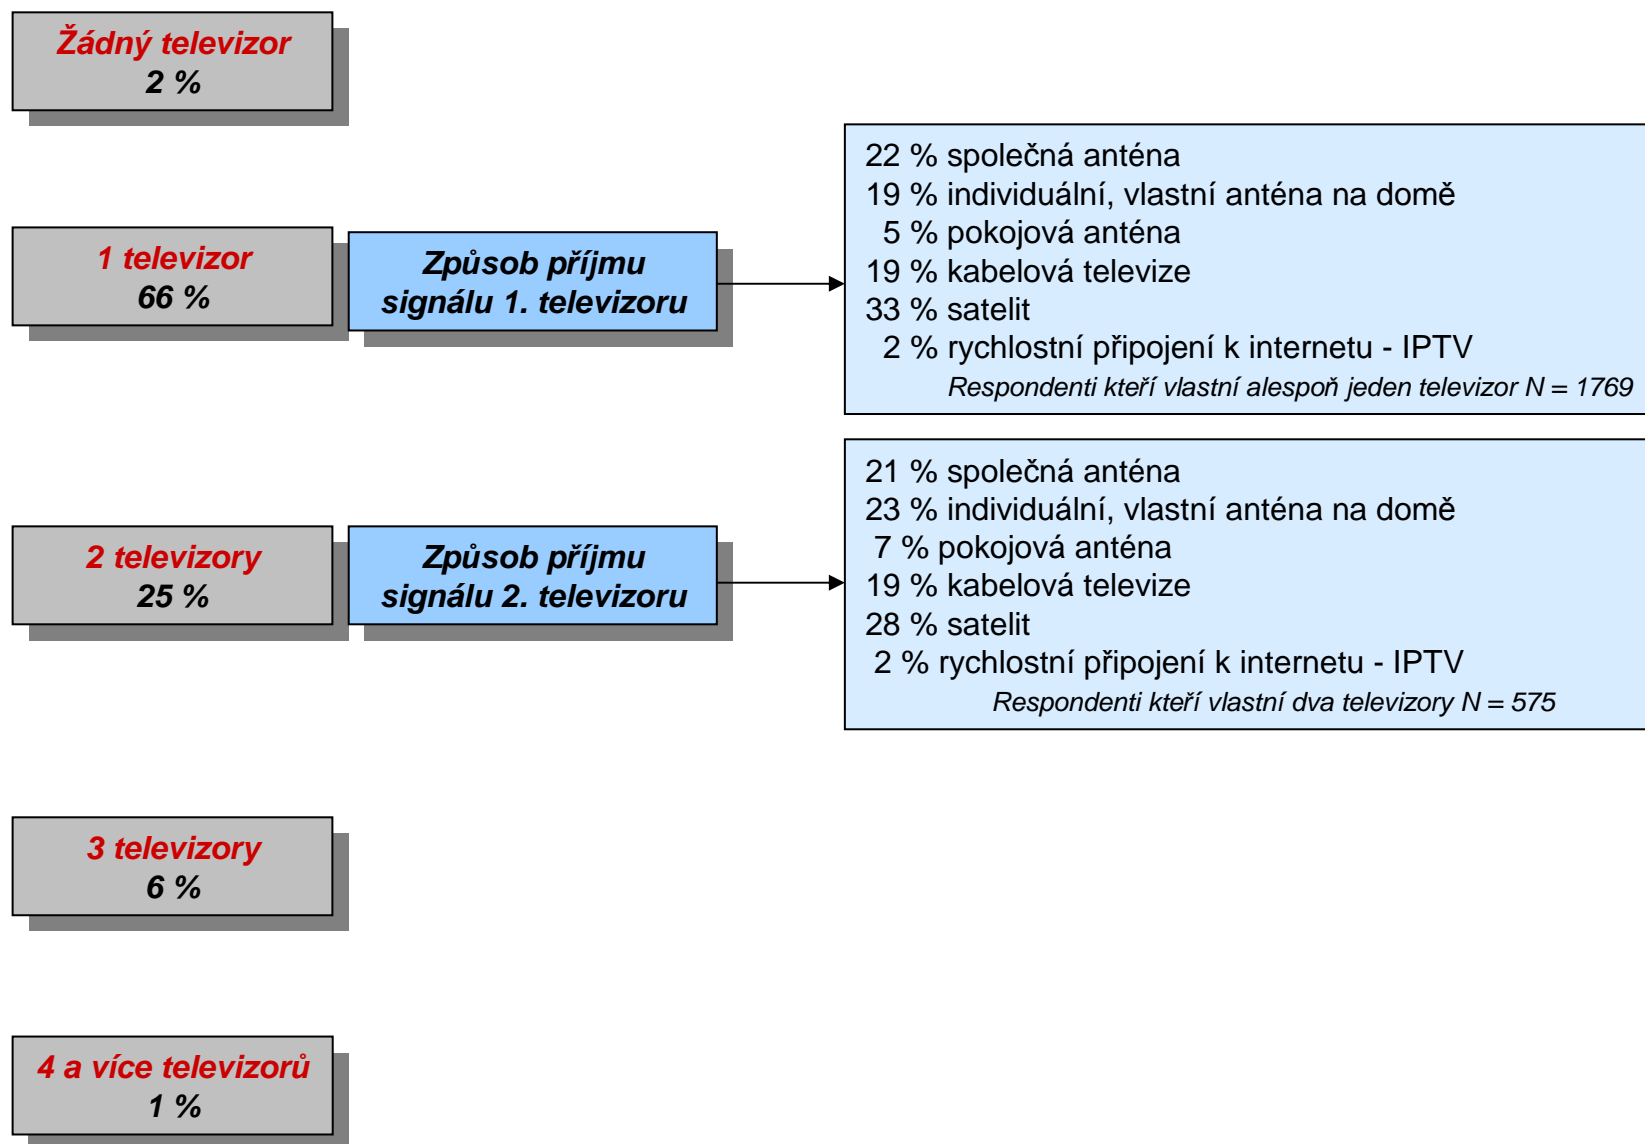 Žádný televizor
2 %
22 % společná anténa
19 % individuální, vlastní anténa na domě
5 % pokojová anténa
19 % kabelová televize
33 % satelit
2 % rychlostní připojení k internetu - IPTV
Respondenti kteří vlastní alespoň jeden televizor N = 1769
1 televizor
66 %
Způsob příjmu
signálu 1. televizoru
21 % společná anténa
23 % individuální, vlastní anténa na domě
7 % pokojová anténa
19 % kabelová televize
28 % satelit
2 % rychlostní připojení k internetu - IPTV
Respondenti kteří vlastní dva televizory N = 575
2 televizory
25 %
Způsob příjmu
signálu 2. televizoru
3 televizory
6 %
4 a více televizorů
1 %